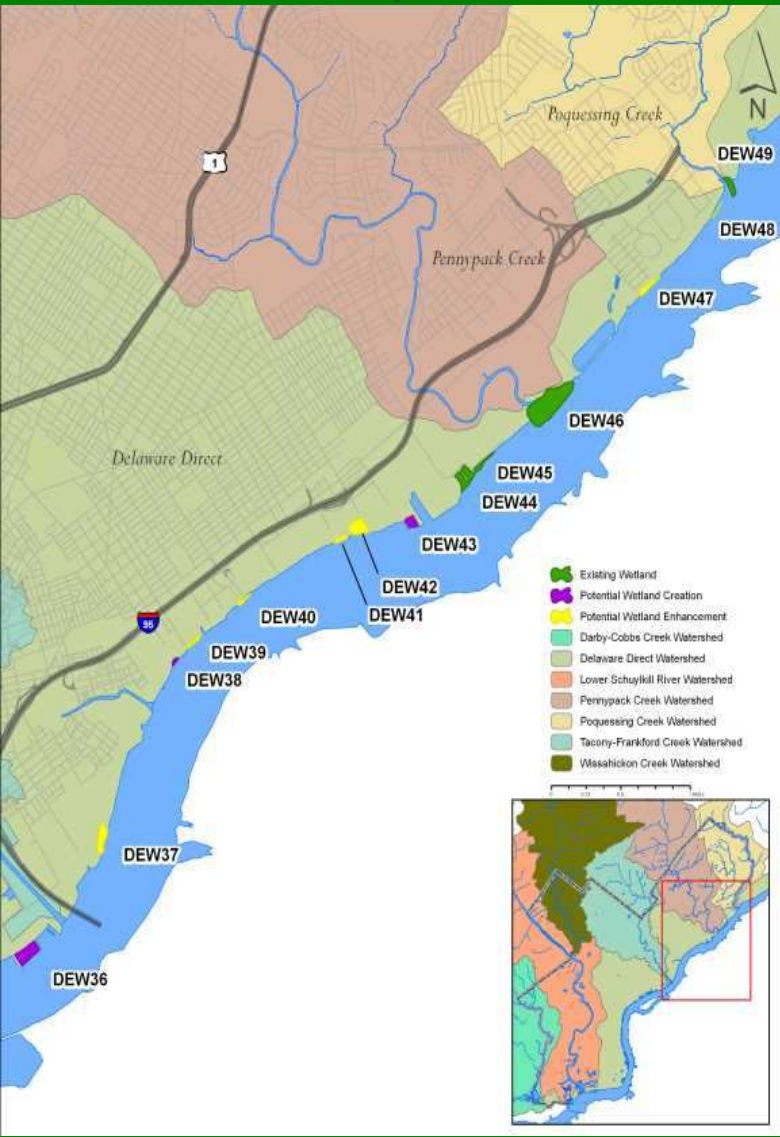 Poquessing Creek
N
DEW49
1
DEW48
Pennypack Creek
DEW47
DEW46
Delaware Direct
DEW45
DEW44
DEW43
DEW42
DEW41
DEW40
95
DEW39
DEW38
DEW37
DEW36
Existing Wetland
Potential Wetland Creation
Potential Wetland Enhancement
Darby-Cobbs Creek Watershed
Delaware Direct Watershed
Lower Schuylkill River Watershed
Pennypack Creek Watershed
Poquessing Creek Watershed
Tacony-Frankford Creek Watershed
Wissahickon Creek Watershed